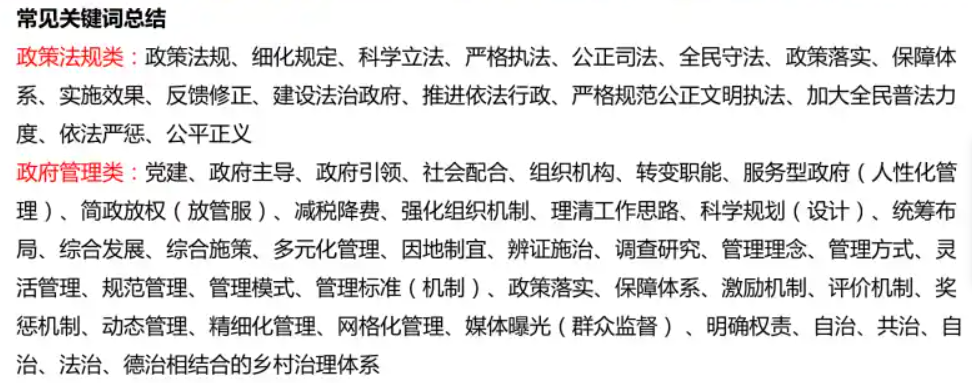 常见关键词总结
政策法规类：政策法规、细化规定、科学立法、严格执法、公正司法、全民守法、政策落实、保障体
系、实施效果、反馈修正、建设法治政府、推进依法行政、严格规范公正文明执法、加大全民普法力
度、依法严惩、公平正义
政府管理类：党建、政府主导、政府引领、社会配合、组织机构、转变职能、服务型政府（人性化管
理）、简政放权（放管服）、减税降费、强化组织机制、理清工作思路、科学规划（设计）、统筹布
局、综合发展、综合施策、多元化管理、因地制宜、辨证施治、调查研究、管理理念、管理方式、灵
活管理、规范管理、管理模式、管理标准（机制）、政策落实、保障体系、激励机制、评价机制、奖
惩机制、动态管理、精细化管理、网格化管理、媒体曝光（群众监督）、明确权责、自治、共治、自
治、法治、德治相结合的乡村治理体系